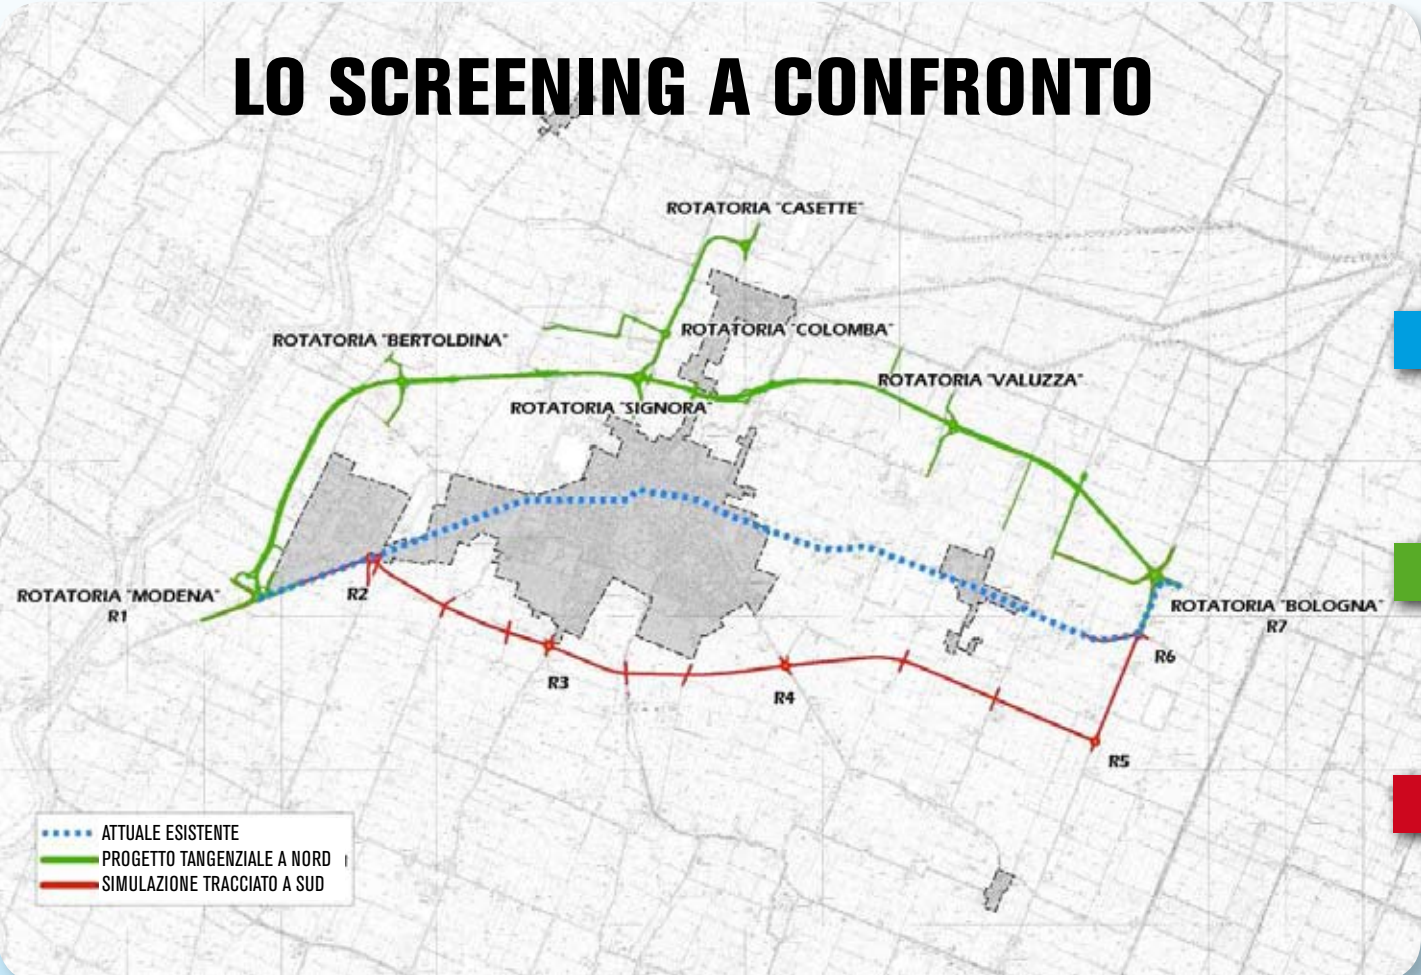 LO SCREENING A CONFRONTO
ROTATORIA "CASETTE"
ROTATORIA "COLOMBA"
ROTATORIA "BERTOLDINA"
ROTATORIA "VALUZZA"
ROTATORIA "SIGNORA"
ROTATORIA "MODENA"
R1
R2
ROTATORIA "BOLOGNA"
R7
R6
R3
R4
R5
ATTUALE ESISTENTE
PROGETTO TANGENZIALE A NORD
SIMULAZIONE TRACCIATO A SUD